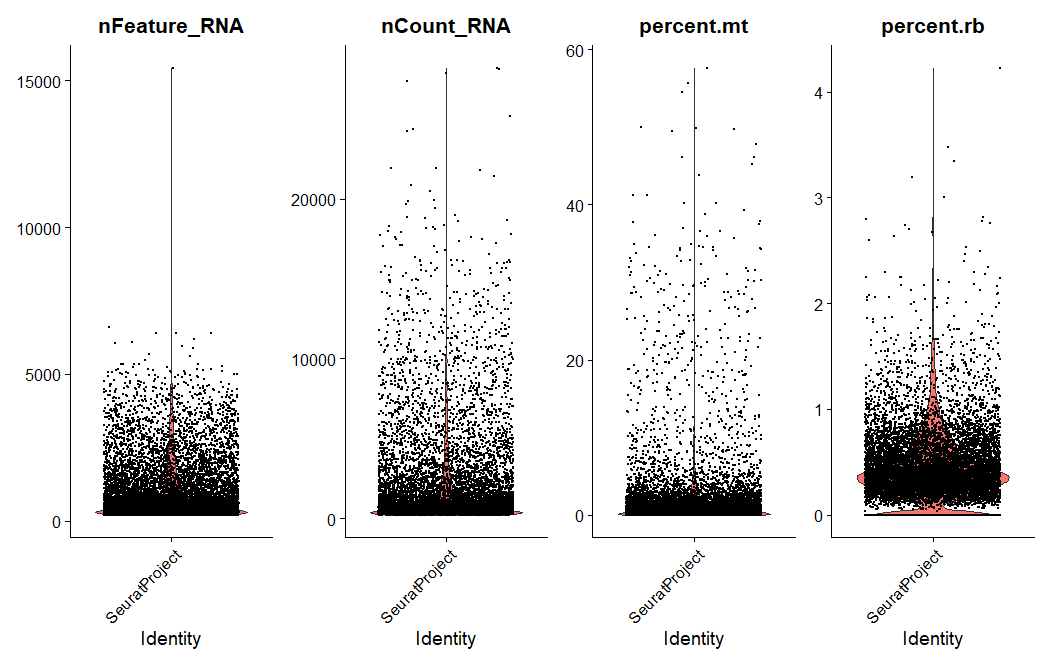 nFeature_RNA
15000
10000
5000
0
SeuratProject
Identity
nCount_RNA
20000
10000
0
SeuratProject
Identity
percent.mt
60
40
20
0
SeuratProject
Identity
percent.rb
4
3
2
1
0
SeuratProject
Identity